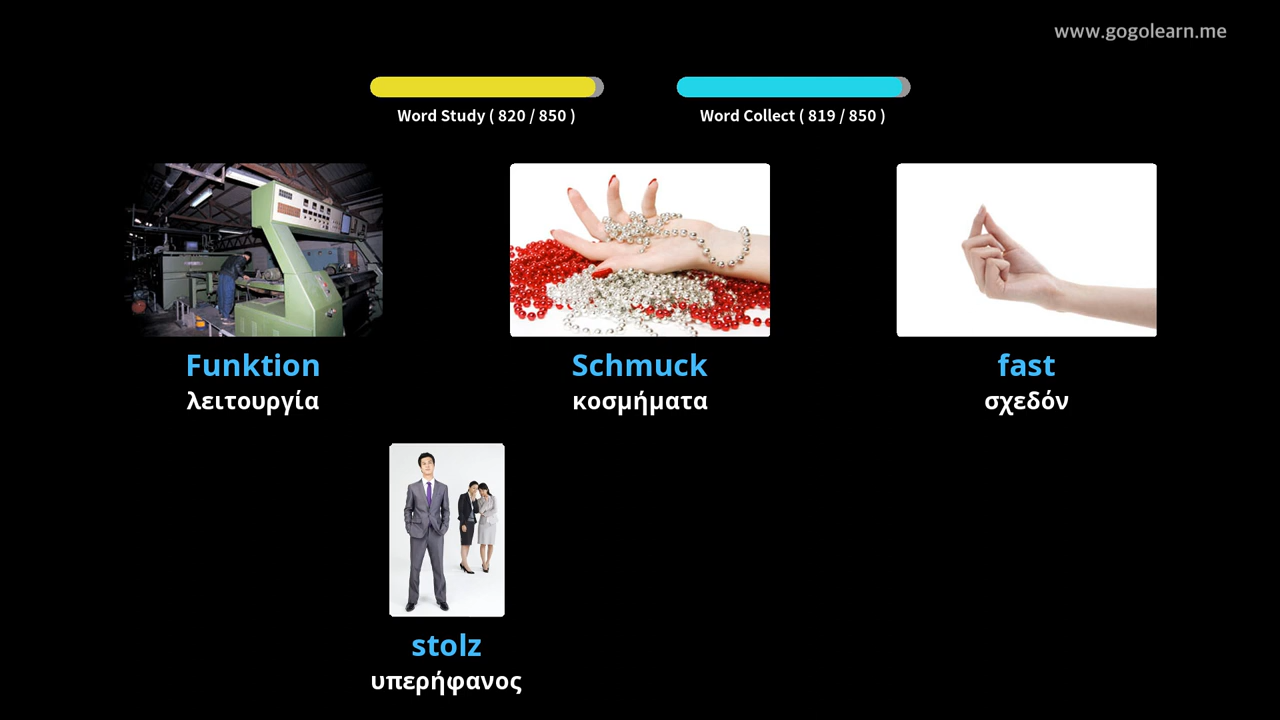 www.gogolearn.me
Word Study ( 820 / 850 )
Word Collect ( 819 / 850 )
Funktion
λειτουργία
Schmuck
κοσμήματα
fast
σχεδόν
stolz
υπερήφανος